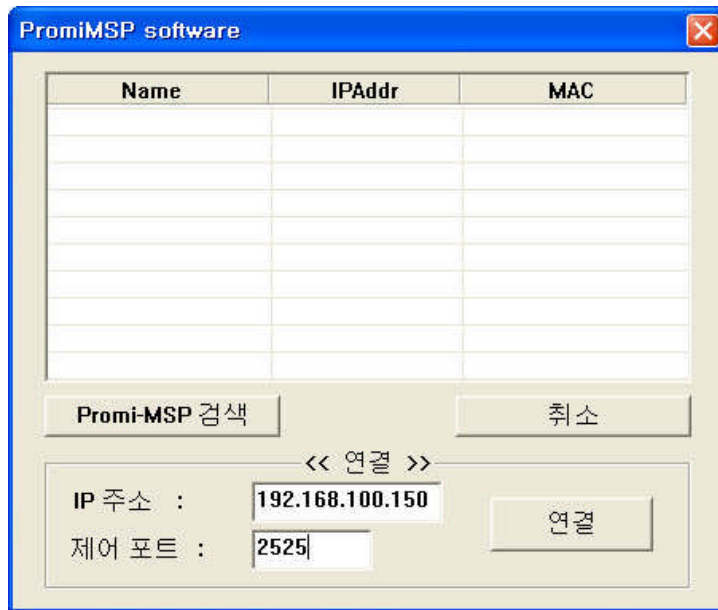 PromiMSP software
Name IPAddr MAC
Promi-MSP 검색 취소
<< 연결 >>
IP 주소 : 192.168.100.150
연결
제어 포트 : 2525